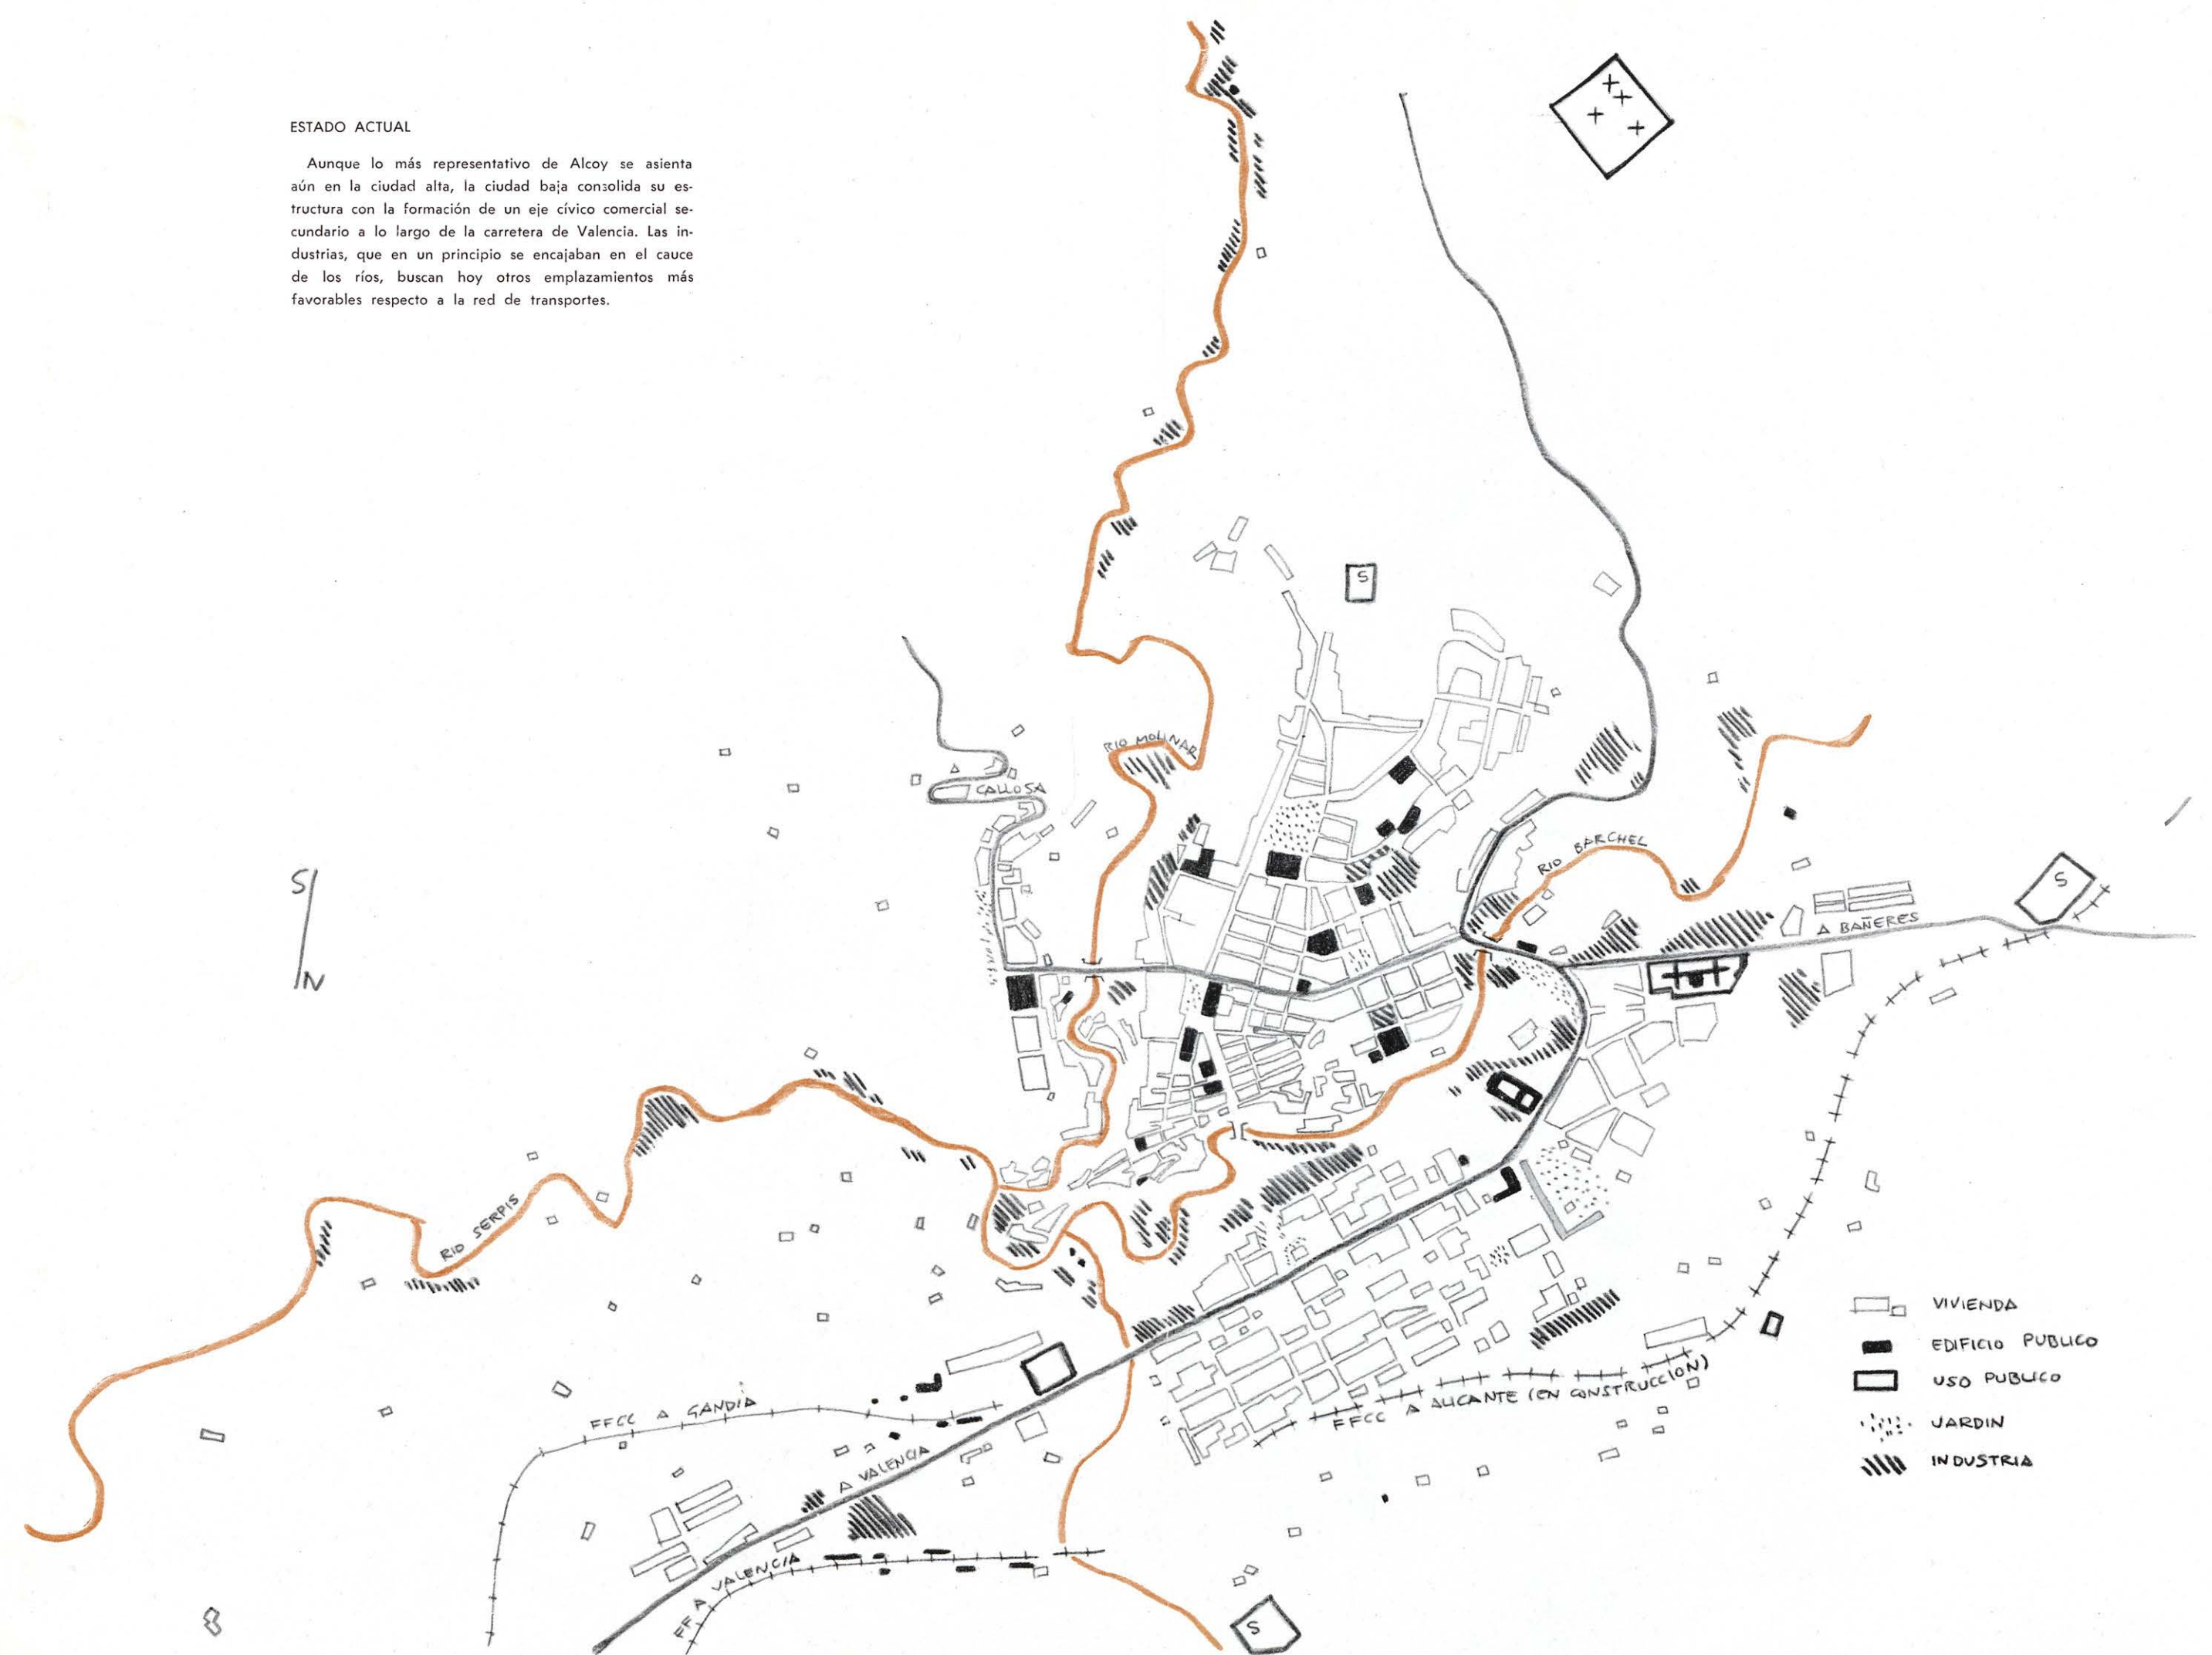 ESTADO ACTUAL
Aunque lo más representativo de Alcoy se asienta
aún en la ciudad alta, la ciudad baja consolida su es-
tructura con la formación de un eje cívico comercial se-
cundario a lo largo de la carretera de Valencia. Las in-
dustrias, que en un principio se encajaban en el cauce
de los ríos, buscan hoy otros emplazamientos más
favorables respecto a la red de transportes.
S
RIO MOLINAR
A
CALLOSA
RIO BARCHEL
S
A BAÑERES
S
N
RIO SERPIS
VIVIENDA
EDIFICIO PUBLICO
USO PUBLICO
JARDIN
INDUSTRIA
FFCC A ALICANTE (EN CONSTRUCCION)
FFCC A GANDIA
A VALENCIA
FF A VALENCIA
S